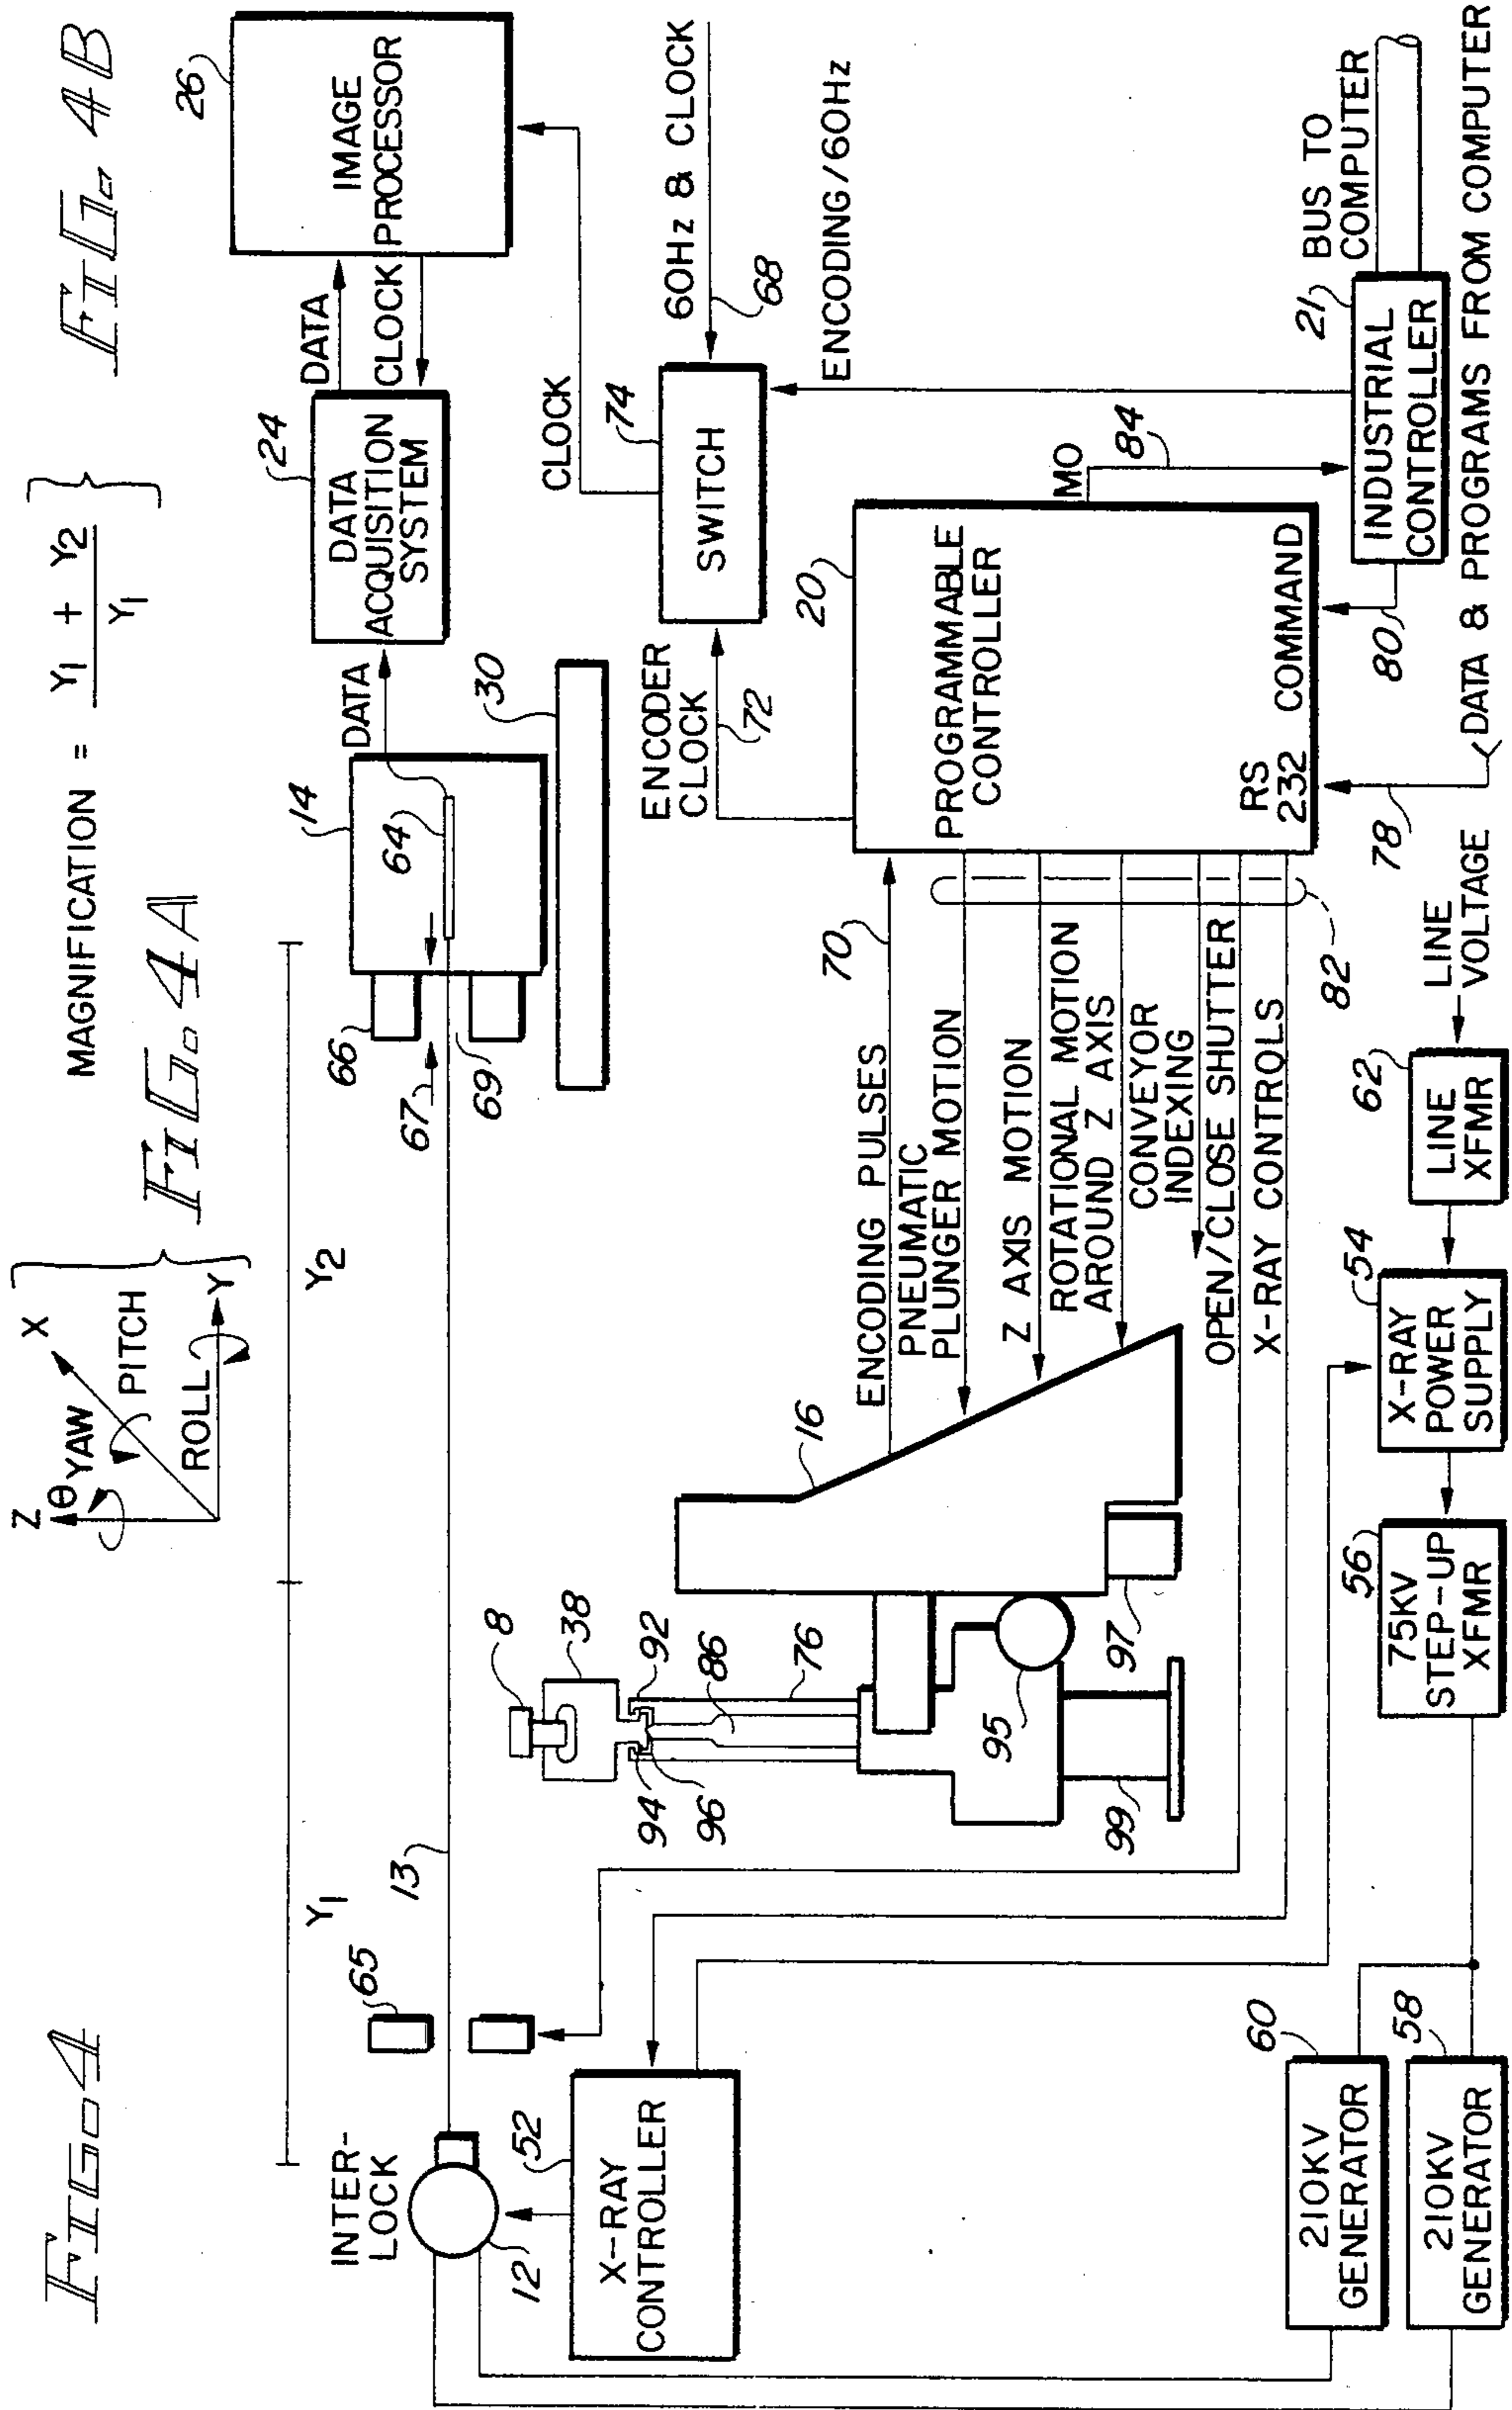 FIG. 4
FIG. 4A
FIG. 4B
Z
θ
YAW
X
PITCH
ROLL
Y
MAGNIFICATION = Y1 + Y2
Y1
Y1
Y2
INTER-
LOCK
12
65
13
8
38
92
76
86
94
96
95
97
99
16
66
67
69
14
64
30
DATA
24
DATA
ACQUISITION
SYSTEM
DATA
CLOCK
26
IMAGE
PROCESSOR
CLOCK
60Hz & CLOCK
68
74
SWITCH
ENCODER
CLOCK
72
ENCODING/60Hz
52
X-RAY
CONTROLLER
70
ENCODING PULSES
PNEUMATIC
PLUNGER MOTION
Z AXIS MOTION
ROTATIONAL MOTION
AROUND Z AXIS
CONVEYOR
INDEXING
OPEN/CLOSE SHUTTER
X-RAY CONTROLS
82
20
PROGRAMMABLE
CONTROLLER
RS
232
COMMAND
MO
84
80
21
INDUSTRIAL
CONTROLLER
BUS TO
COMPUTER
78
DATA & PROGRAMS FROM COMPUTER
60
210KV
GENERATOR
58
210KV
GENERATOR
56
75KV
STEP-UP
XFMR
54
X-RAY
POWER
SUPPLY
62
LINE
XFMR
LINE
VOLTAGE